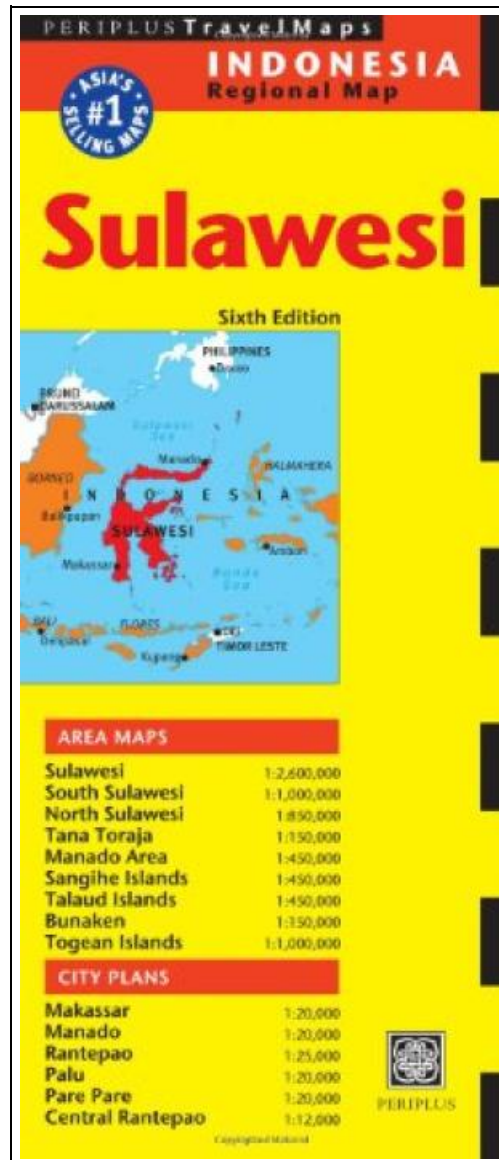 PERIPLUS TravelMaps
INDONESIA
Regional Map
ASIA'S
#1
SELLING MAPS
Sulawesi
Sixth Edition
PHILIPPINES
Davao
BRUNEI
DARUSSALAM
Sulawesi
Sea
Manado
HALMAHERA
BORNEO
INDONESIA
Balikpapan
SULAWESI
Ambon
Makassar
Banda
Sea
BALI
FLORES
Denpasar
Dili
TIMOR LESTE
Kupang
AREA MAPS
Sulawesi 1:2,600,000
South Sulawesi 1:1,000,000
North Sulawesi 1:850,000
Tana Toraja 1:150,000
Manado Area 1:450,000
Sangihe Islands 1:450,000
Talaud Islands 1:450,000
Bunaken 1:150,000
Togean Islands 1:1,000,000
CITY PLANS
Makassar 1:20,000
Manado 1:20,000
Rantepao 1:25,000
Palu 1:20,000
Pare Pare 1:20,000
Central Rantepao 1:12,000
PERIPLUS
Copyrighted Material